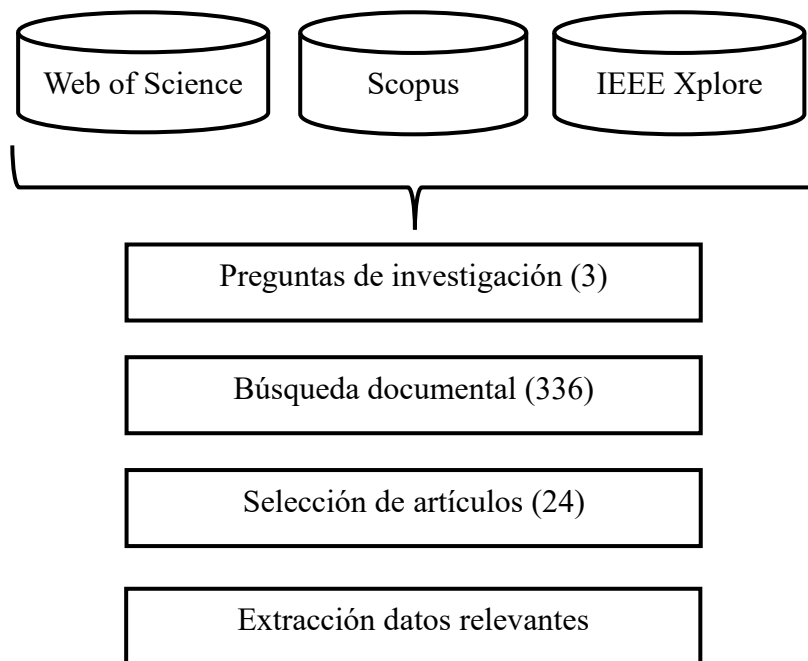 Web of Science
Scopus
IEEE Xplore
Preguntas de investigación (3)
Búsqueda documental (336)
Selección de artículos (24)
Extracción datos relevantes